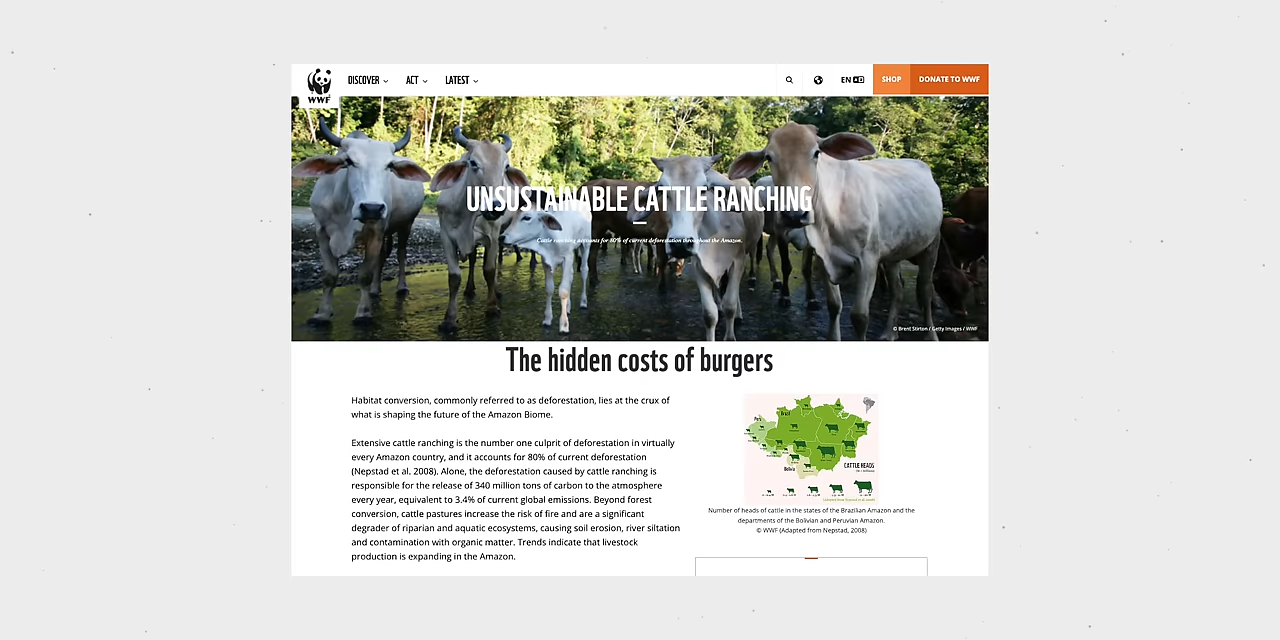 DISCOVER ACT LATEST EN SHOP DONATE TO WWF
WWF
UNSUSTAINABLE CATTLE RANCHING
Cattle ranching accounts for 80% of current deforestation throughout the Amazon.
© Brent Stirton / Getty Images / WWF
The hidden costs of burgers
Habitat conversion, commonly referred to as deforestation, lies at the crux of
what is shaping the future of the Amazon Biome.
Extensive cattle ranching is the number one culprit of deforestation in virtually
every Amazon country, and it accounts for 80% of current deforestation
(Nepstad et al. 2008). Alone, the deforestation caused by cattle ranching is
responsible for the release of 340 million tons of carbon to the atmosphere
every year, equivalent to 3.4% of current global emissions. Beyond forest
conversion, cattle pastures increase the risk of fire and are a significant
degrader of riparian and aquatic ecosystems, causing soil erosion, river siltation
and contamination with organic matter. Trends indicate that livestock
production is expanding in the Amazon.
Peru
Brazil
Bolivia
CATTLE HEADS
Number of heads of cattle in the states of the Brazilian Amazon and the
departments of the Bolivian and Peruvian Amazon.
© WWF (Adapted from Nepstad, 2008)